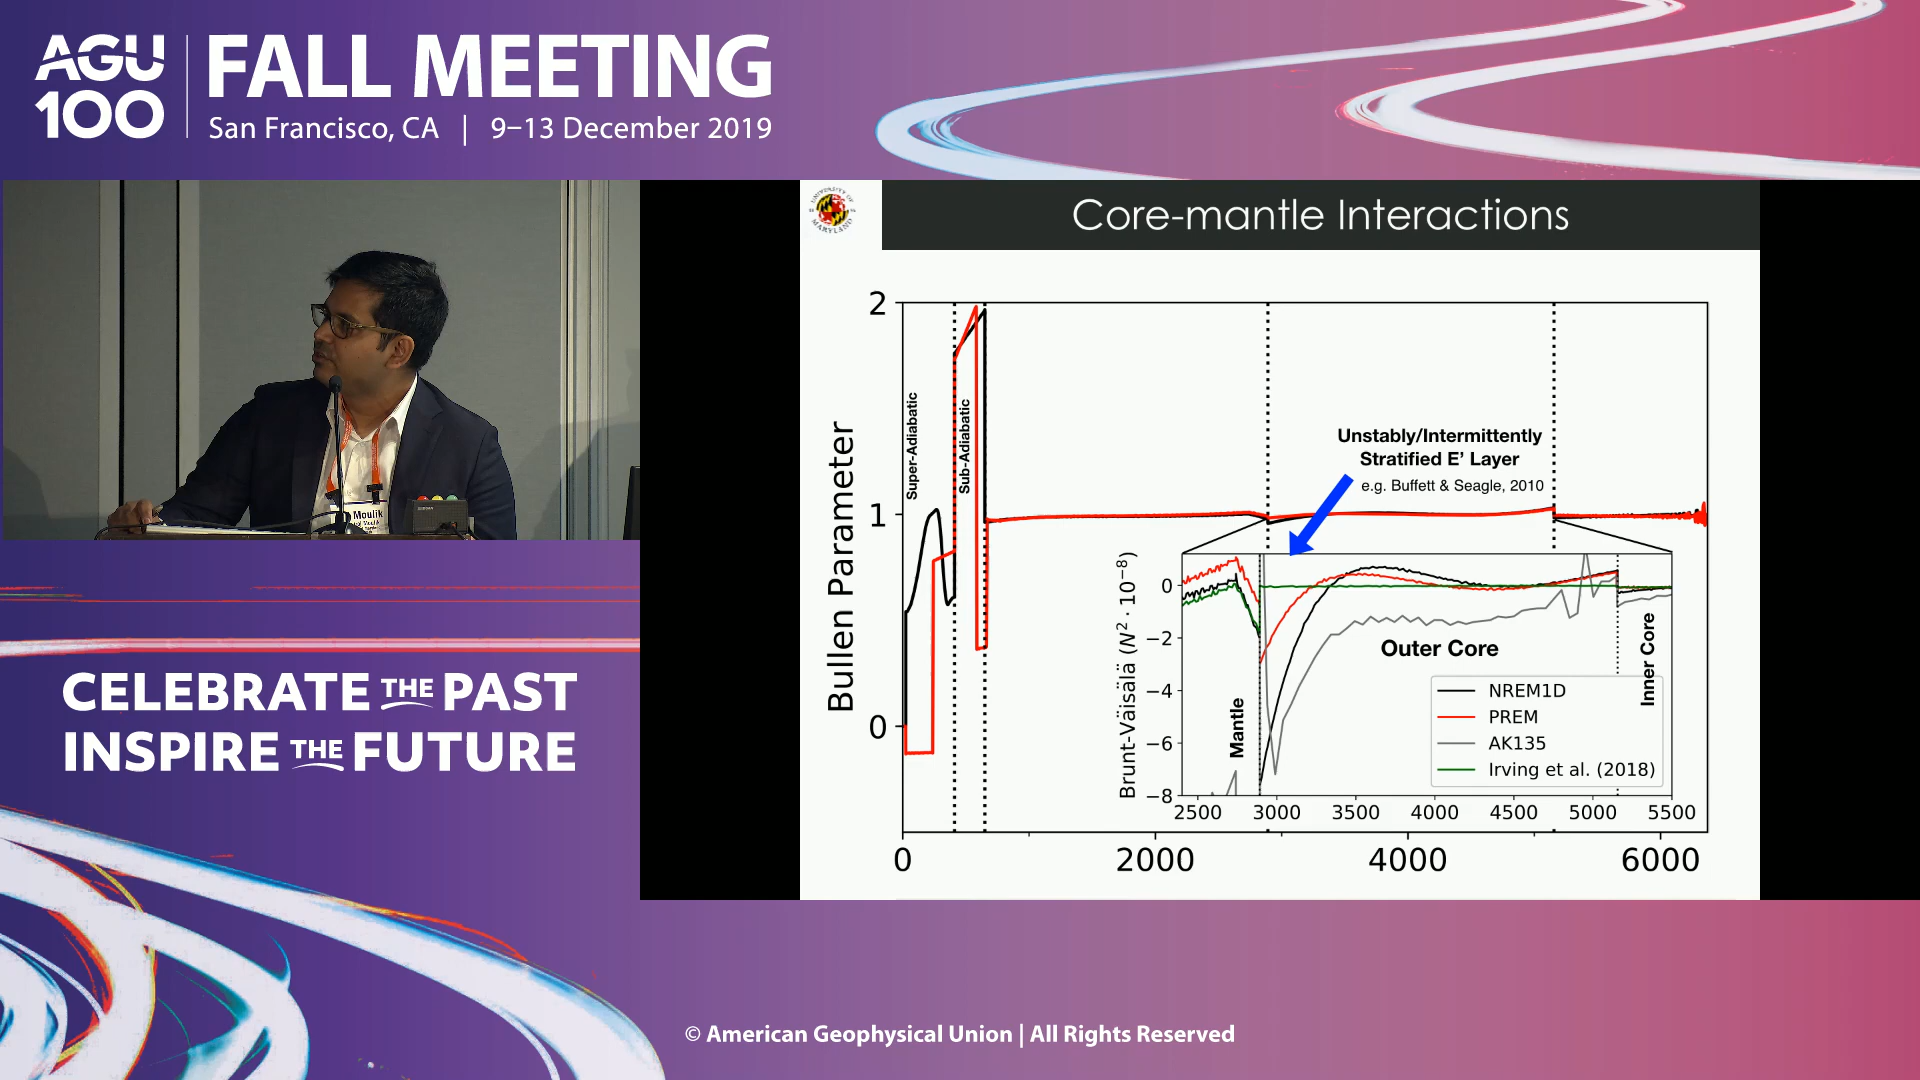 AGU
100
FALL MEETING
San Francisco, CA | 9–13 December 2019
UNIVERSITY OF
MARYLAND
Core-mantle Interactions
Moulik
Bullen Parameter
2
1
0
Super-Adiabatic
Sub-Adiabatic
Unstably/Intermittently
Stratified E’ Layer
e.g. Buffett & Seagle, 2010
Brunt-Väisälä (N² · 10⁻⁸)
0
−2
−4
−6
−8
Mantle
Outer Core
Inner Core
NREM1D
PREM
AK135
Irving et al. (2018)
2500 3000 3500 4000 4500 5000 5500
0 2000 4000 6000
CELEBRATE THE PAST
INSPIRE THE FUTURE
© American Geophysical Union | All Rights Reserved